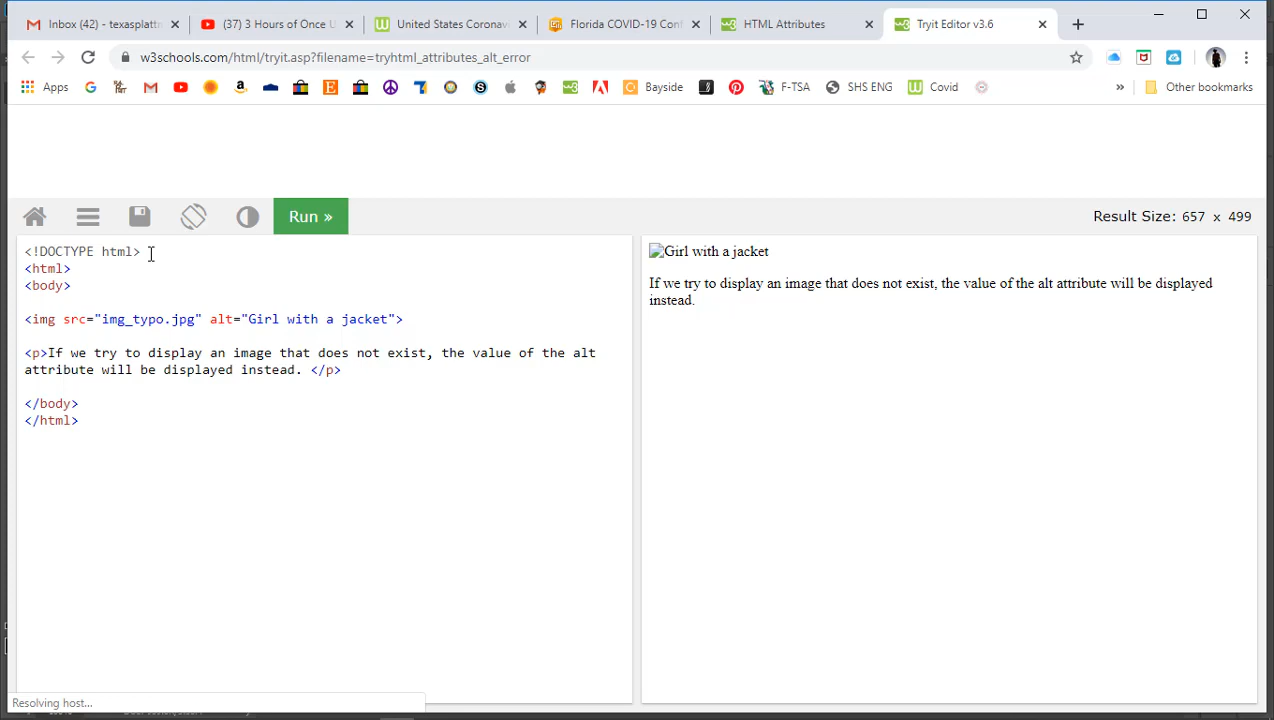 Inbox (42) - texasplattn
(37) 3 Hours of Once U
United States Coronav
Florida COVID-19 Conf
HTML Attributes
Tryit Editor v3.6
w3schools.com/html/tryit.asp?filename=tryhtml_attributes_alt_error
Apps
Bayside
F-TSA
SHS ENG
Covid
»
Other bookmarks
Run »
Result Size: 657 x 499
<!DOCTYPE html>
<html>
<body>
<img src="img_typo.jpg" alt="Girl with a jacket">
<p>If we try to display an image that does not exist, the value of the alt
attribute will be displayed instead. </p>
</body>
</html>
Girl with a jacket
If we try to display an image that does not exist, the value of the alt attribute will be displayed
instead.
Resolving host...